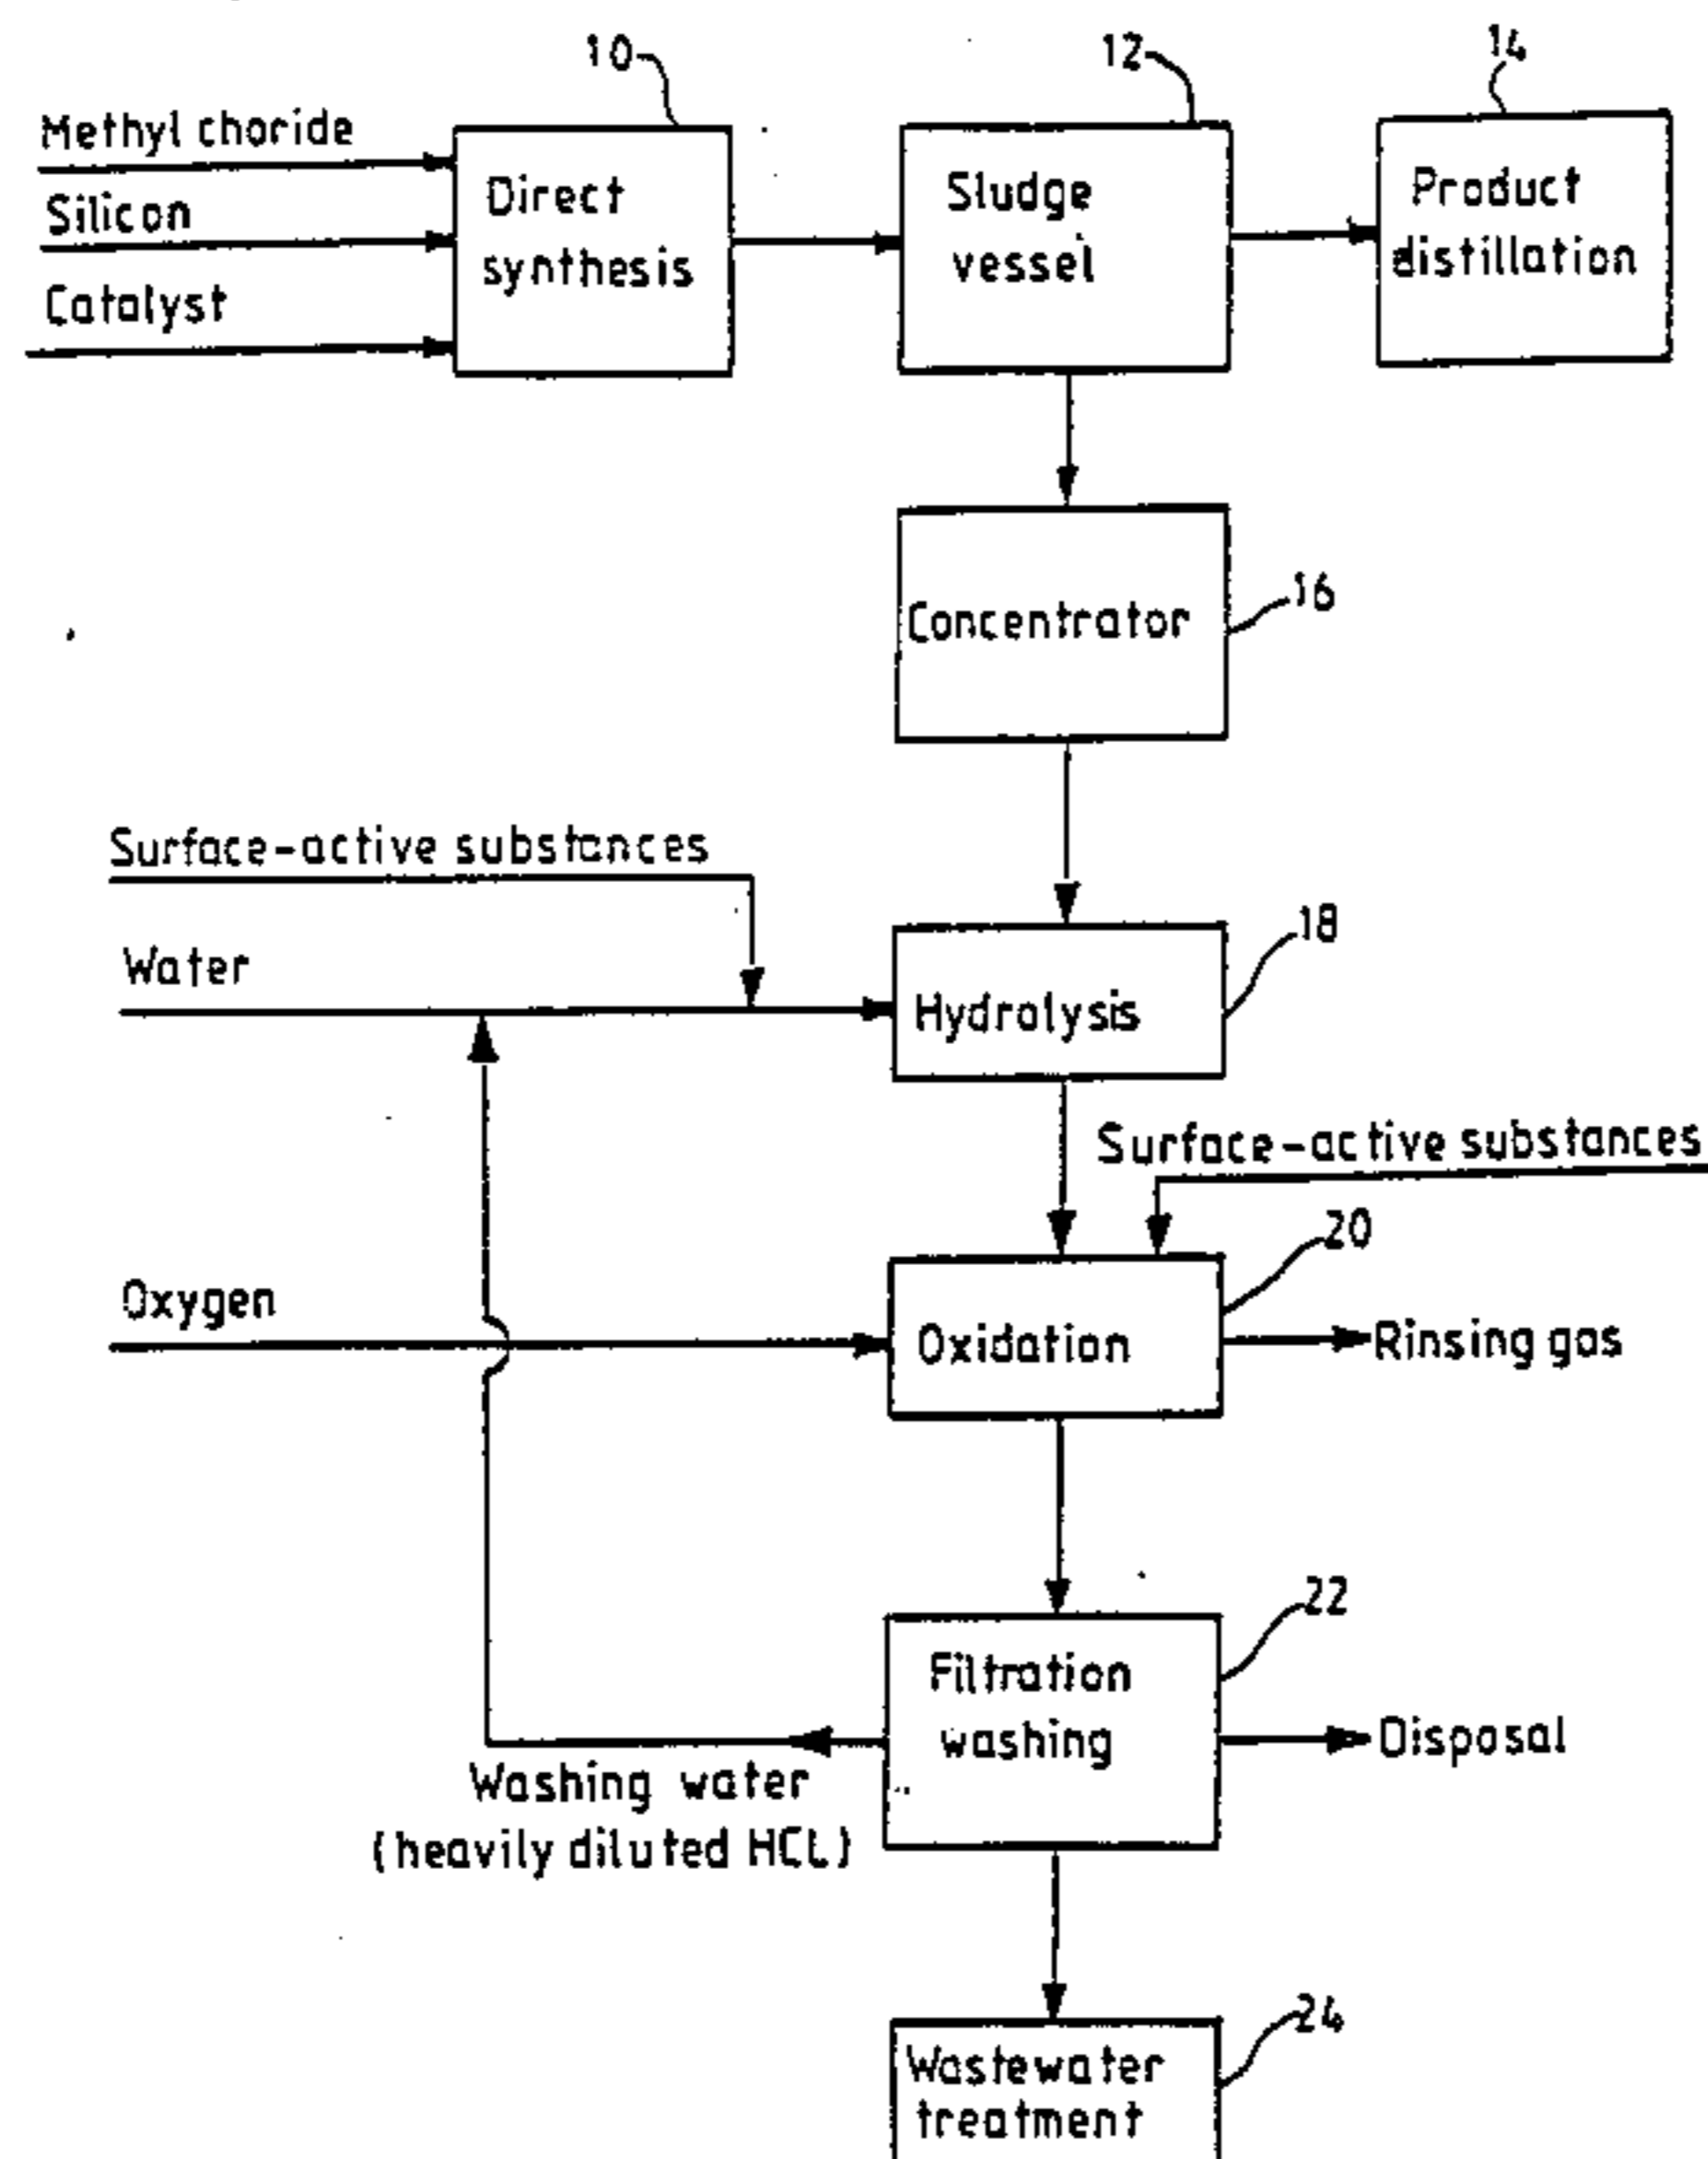 10
12
14
Methyl choride
Silicon
Catalyst
Direct
synthesis
Sludge
vessel
Product
distillation
Concentrator
16
Surface-active substances
Water
Hydrolysis
18
Surface-active substances
20
Oxygen
Oxidation
Rinsing gas
22
Filtration
washing
Disposal
Washing water
(heavily diluted HCL)
24
Wastewater
treatment